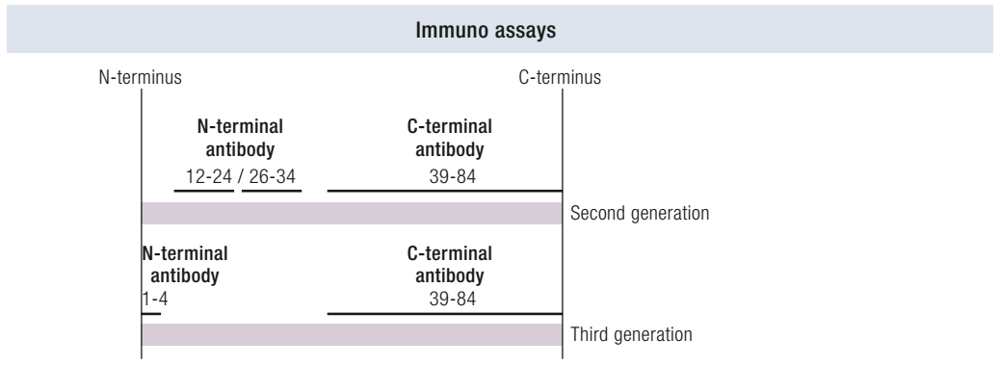 Immuno assays
N-terminus C-terminus
N-terminal C-terminal
antibody antibody
12-24 / 26-34 39-84
Second generation
N-terminal C-terminal
antibody antibody
1-4 39-84
Third generation